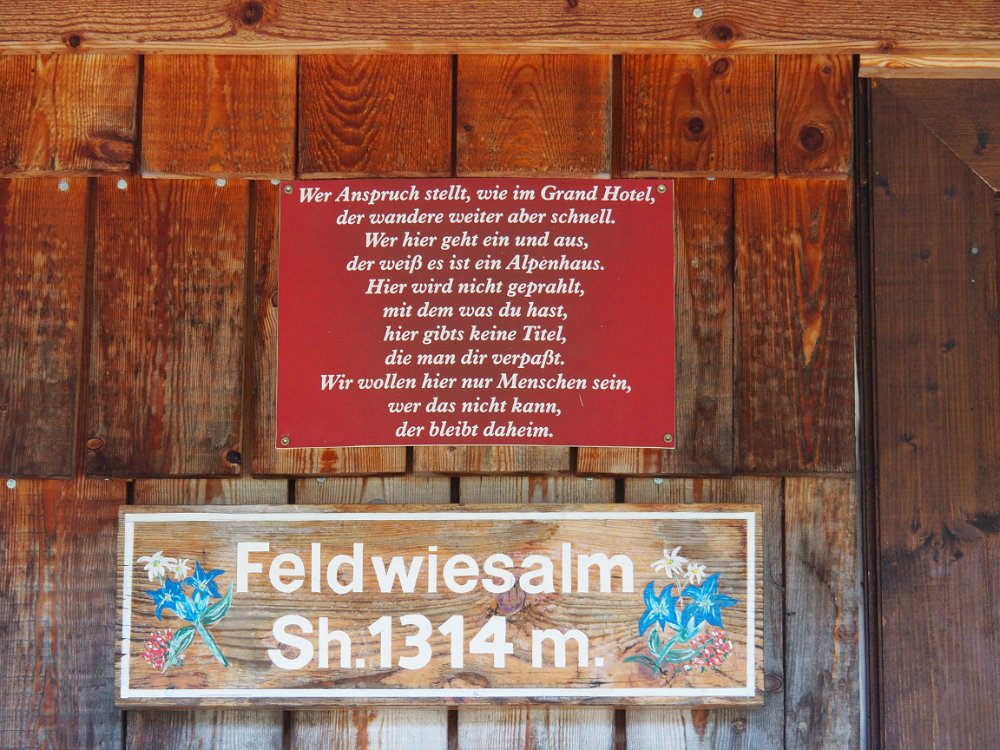 Wer Anspruch stellt, wie im Grand Hotel,
der wandere weiter aber schnell.
Wer hier geht ein und aus,
der weiß es ist ein Alpenhaus.
Hier wird nicht geprahlt,
mit dem was du hast,
hier gibts keine Titel,
die man dir verpaßt.
Wir wollen hier nur Menschen sein,
wer das nicht kann,
der bleibt daheim.
Feldwiesalm
Sh.1314 m.